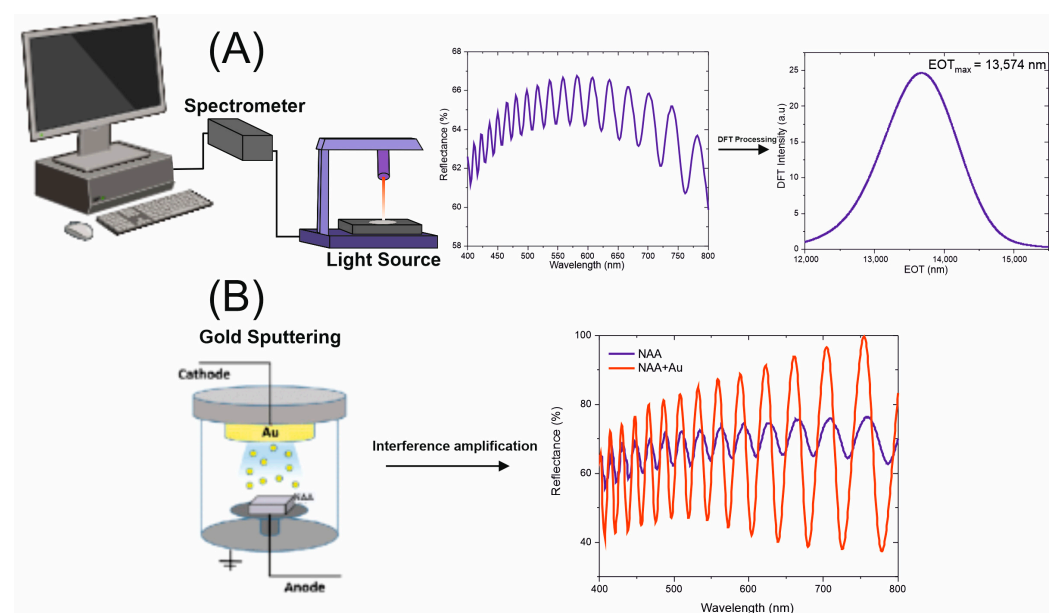 (A)
Spectrometer
Light Source
68
66
64
62
60
58
Reflectance (%)
400 450 500 550 600 650 700 750 800
Wavelength (nm)
DFT Processing
EOTmax = 13,574 nm
25
20
15
10
5
0
DFT Intensity (a.u)
12,000 13,000 14,000 15,000
EOT (nm)
(B)
Gold Sputtering
Cathode
Au
NAA
Anode
Interference amplification
100
80
60
40
Reflectance (%)
NAA
NAA+Au
400 500 600 700 800
Wavelength (nm)